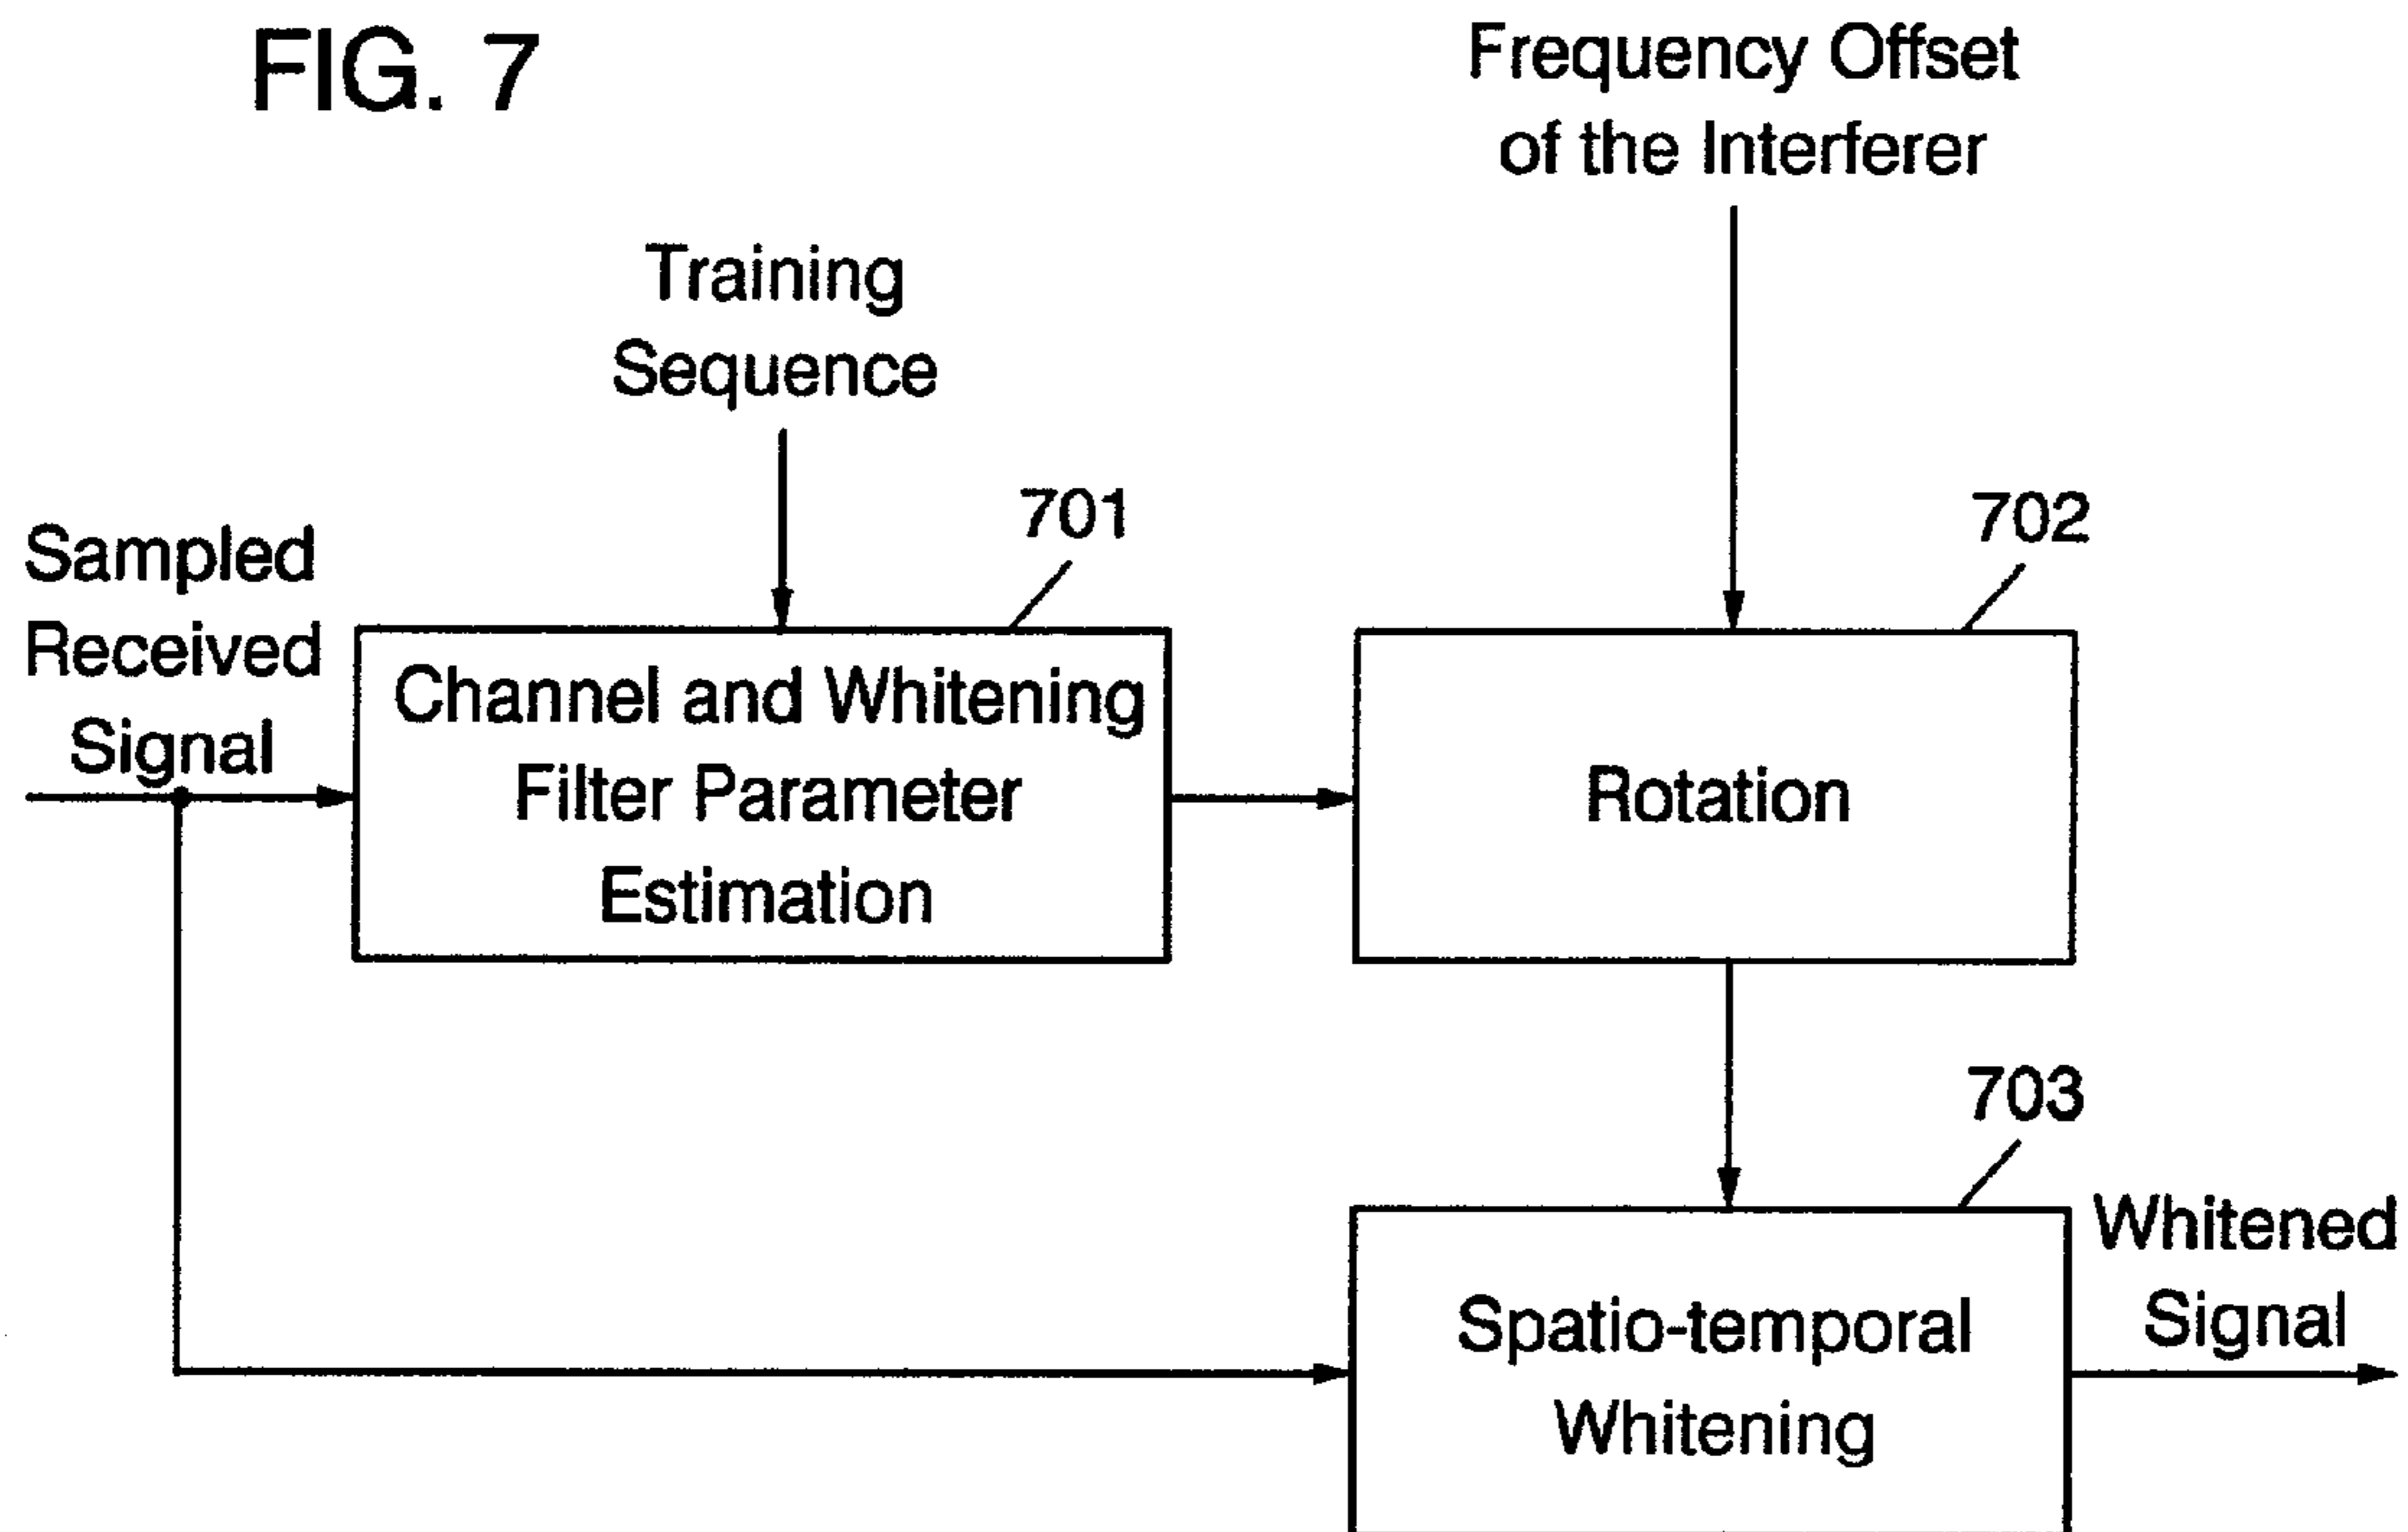 FIG. 7
Frequency Offset
of the Interferer
Training
Sequence
701
702
Sampled
Received
Signal
Channel and Whitening
Filter Parameter
Estimation
Rotation
703
Whitened
Signal
Spatio-temporal
Whitening